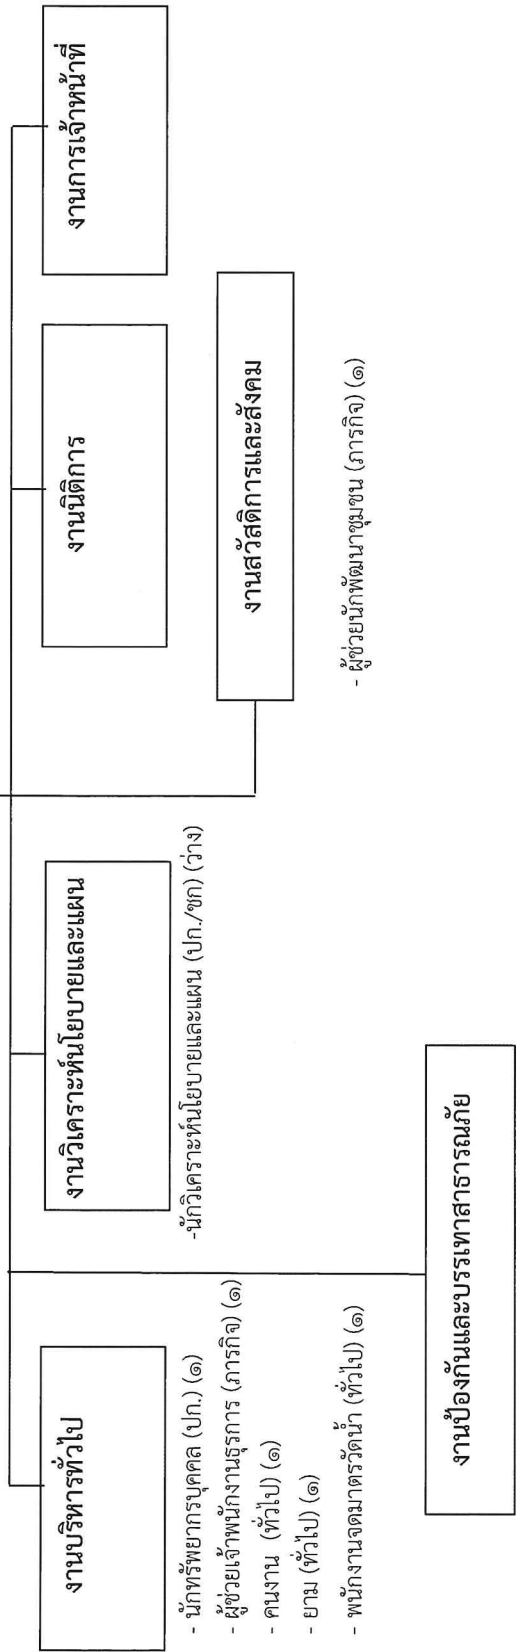 งานบริหารทั่วไป
- นักทรัพยากรบุคคล (ปก.) (๑)
- ผู้ช่วยเจ้าพนักงานธุรการ (ภารกิจ) (๑)
- คนงาน (ทั่วไป) (๑)
- ยาม (ทั่วไป) (๑)
- พนักงานจดมาตรวัดน้ำ (ทั่วไป) (๑)
งานวิเคราะห์นโยบายและแผน
-นักวิเคราะห์นโยบายและแผน (ปก./ชก) (ว่าง)
งานนิติการ
งานการเจ้าหน้าที่
งานสวัสดิการและสังคม
- ผู้ช่วยนักพัฒนาชุมชน (ภารกิจ) (๑)
งานป้องกันและบรรเทาสาธารณภัย